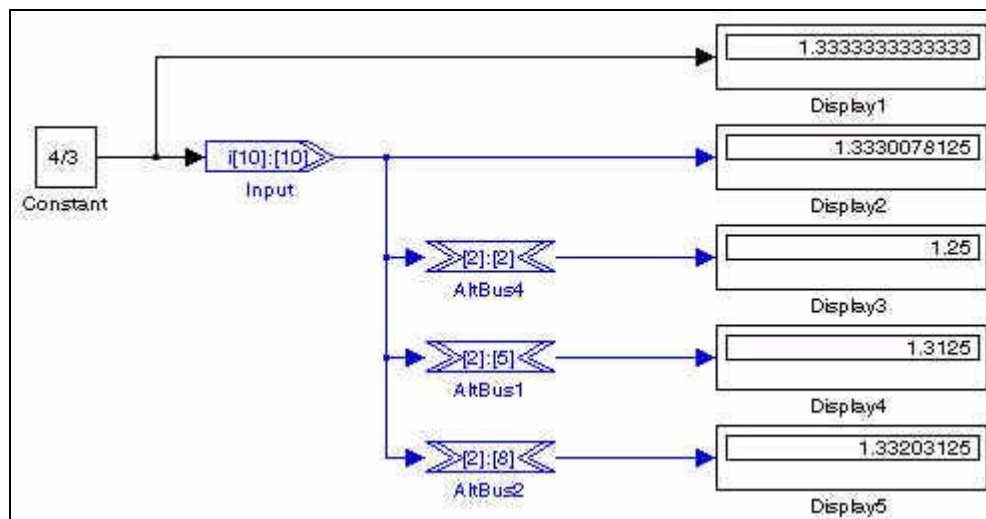 1.3333333333333
Display1
4/3
Constant
i[10]:[10]
Input
1.3330078125
Display2
[2]:[2]
AltBus4
1.25
Display3
[2]:[5]
AltBus1
1.3125
Display4
[2]:[8]
AltBus2
1.33203125
Display5